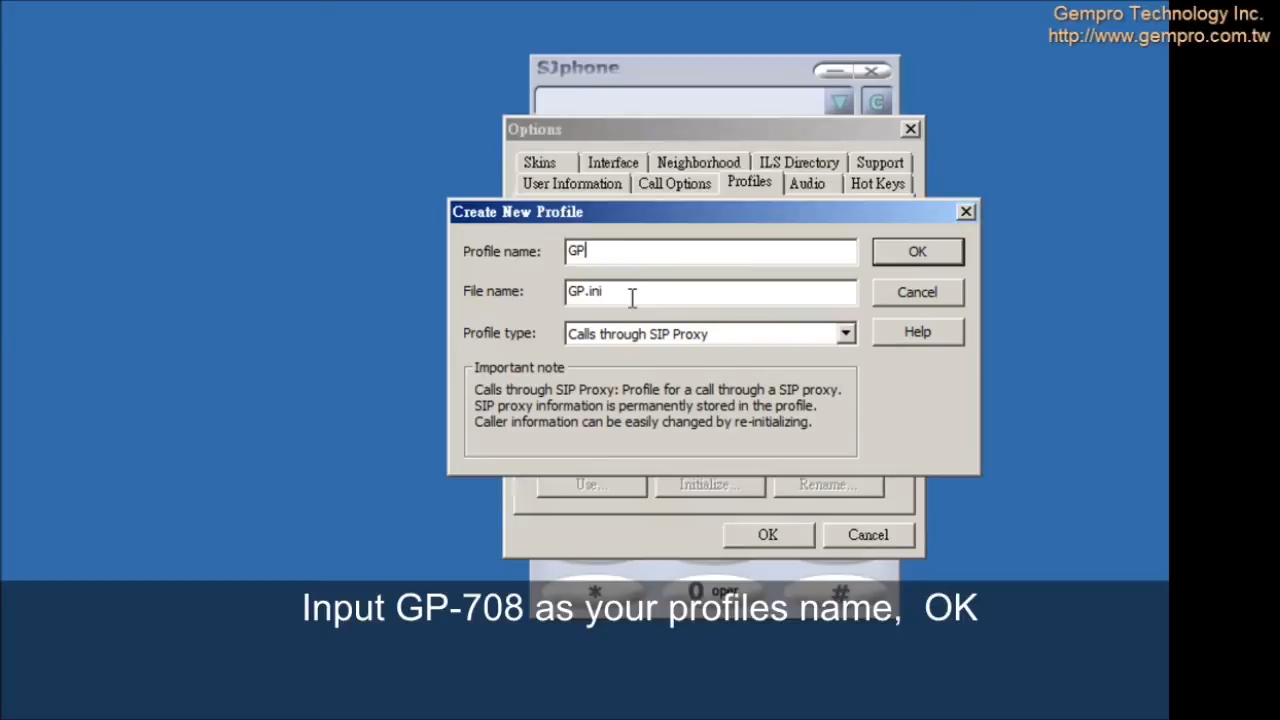 Gempro Technology Inc.
http://www.gempro.com.tw
SJphone
Options
Skins Interface Neighborhood ILS Directory Support
User Information Call Options Profiles Audio Hot Keys
Create New Profile
Profile name: GP OK
File name: GP.ini Cancel
Profile type: Calls through SIP Proxy Help
Important note
Calls through SIP Proxy: Profile for a call through a SIP proxy.
SIP proxy information is permanently stored in the profile.
Caller information can be easily changed by re-initializing.
Use... Initialize... Rename...
OK Cancel
* 0 oper #
Input GP-708 as your profiles name, OK